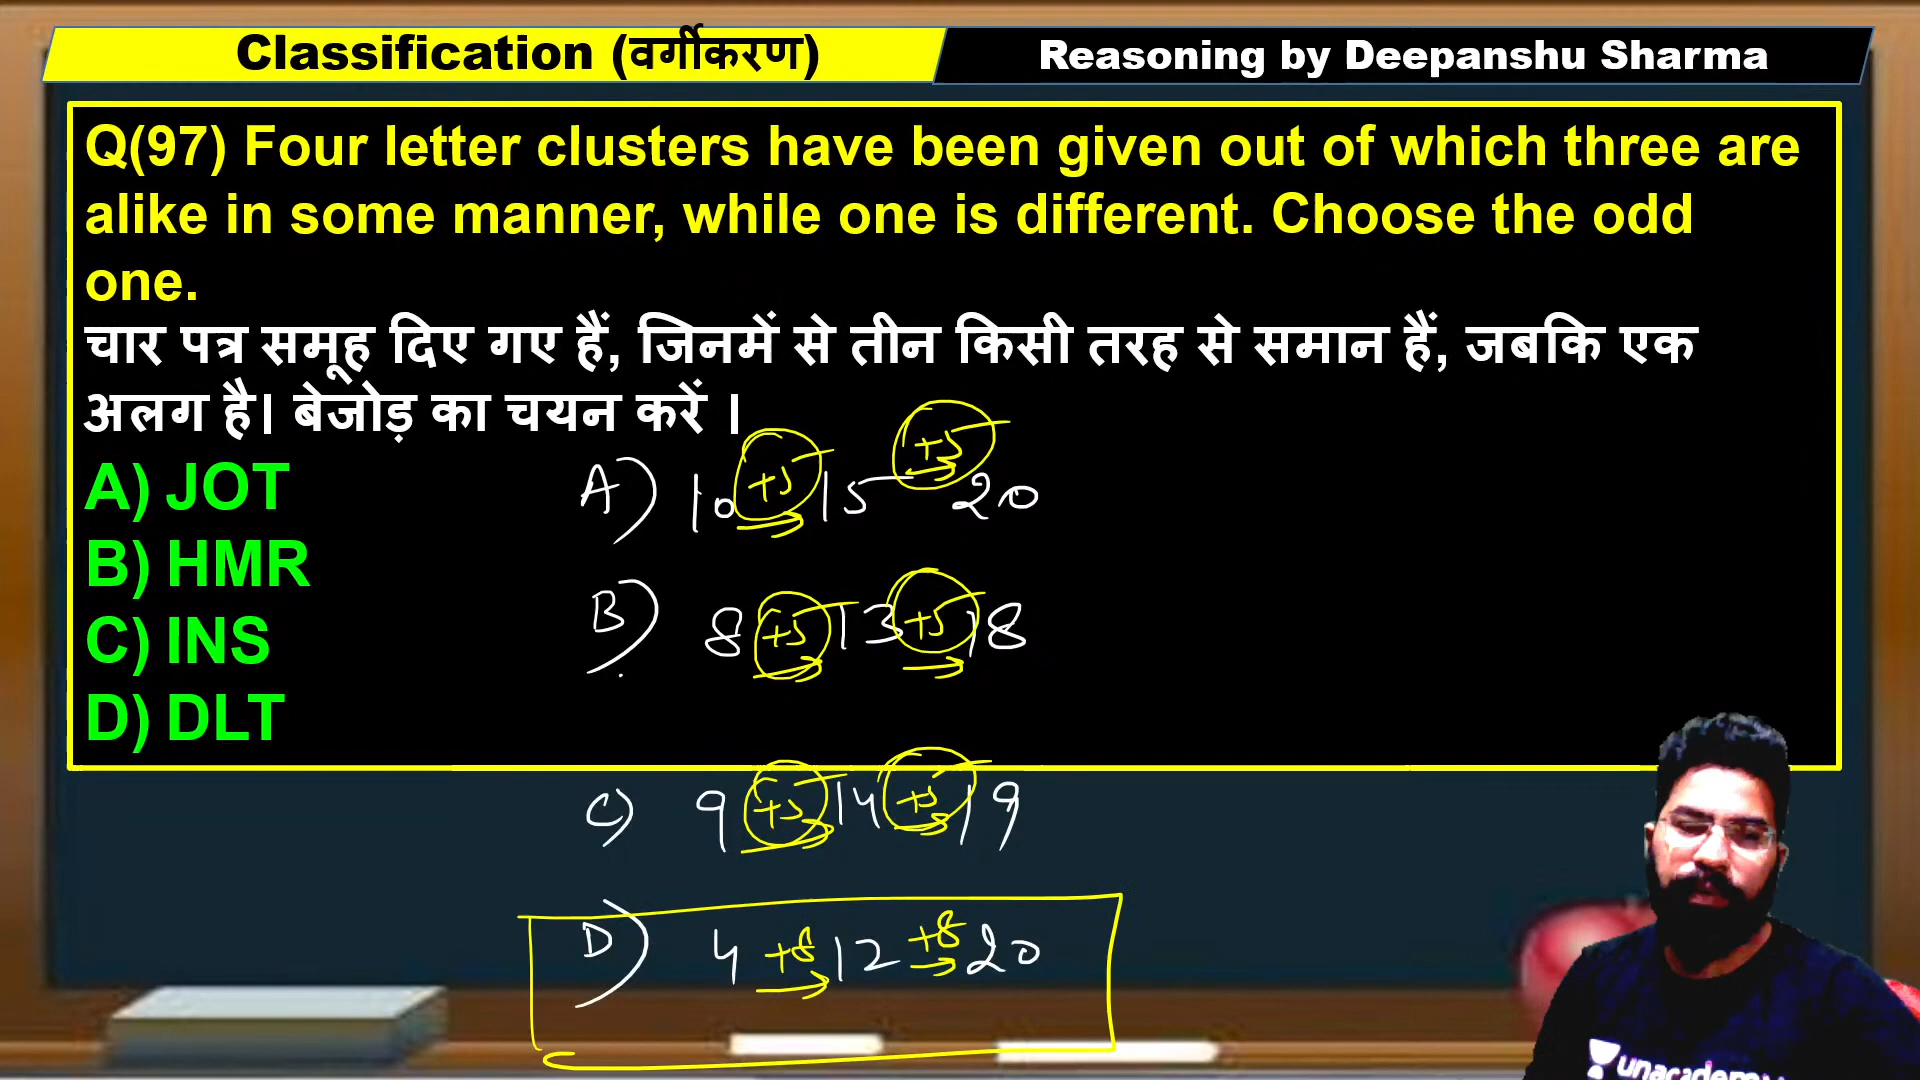 Classification (वर्गीकरण)
Reasoning by Deepanshu Sharma
Q(97) Four letter clusters have been given out of which three are
alike in some manner, while one is different. Choose the odd
one.
चार पत्र समूह दिए गए हैं, जिनमें से तीन किसी तरह से समान हैं, जबकि एक
अलग है। बेजोड़ का चयन करें ।
A) JOT
B) HMR
C) INS
D) DLT
A) 10 +5 15 +5 20
B) 8 +5 13 +5 18
C) 9 +5 14 +5 19
D) 4 +8 12 +8 20
unacademy